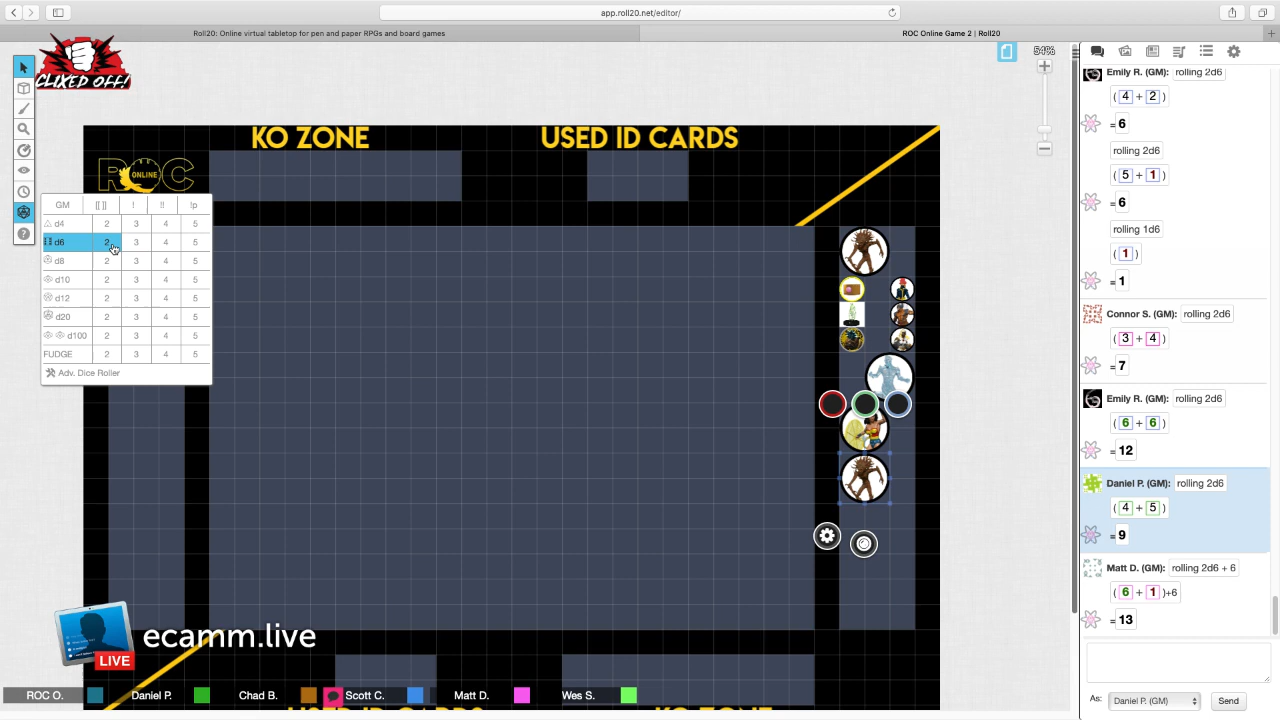 app.roll20.net/editor/
Roll20: Online virtual tabletop for pen and paper RPGs and board games
ROC Online Game 2 | Roll20
CLIXED OFF!
54%
KO ZONE
USED ID CARDS
ROC
ONLINE
GM [[ ]] ! !! !p
d4 2 3 4 5
d6 2 3 4 5
d8 2 3 4 5
d10 2 3 4 5
d12 2 3 4 5
d20 2 3 4 5
d100 2 3 4 5
FUDGE 2 3 4 5
Adv. Dice Roller
ecamm.live
LIVE
ROC O.
Daniel P.
Chad B.
Scott C.
Matt D.
Wes S.
USED ID CARDS
KO ZONE
Emily R. (GM): rolling 2d6
(4 + 2)
= 6
rolling 2d6
(5 + 1)
= 6
rolling 1d6
(1)
= 1
Connor S. (GM): rolling 2d6
(3 + 4)
= 7
Emily R. (GM): rolling 2d6
(6 + 6)
= 12
Daniel P. (GM): rolling 2d6
(4 + 5)
= 9
Matt D. (GM): rolling 2d6 + 6
(6 + 1)+6
= 13
As: Daniel P. (GM) Send